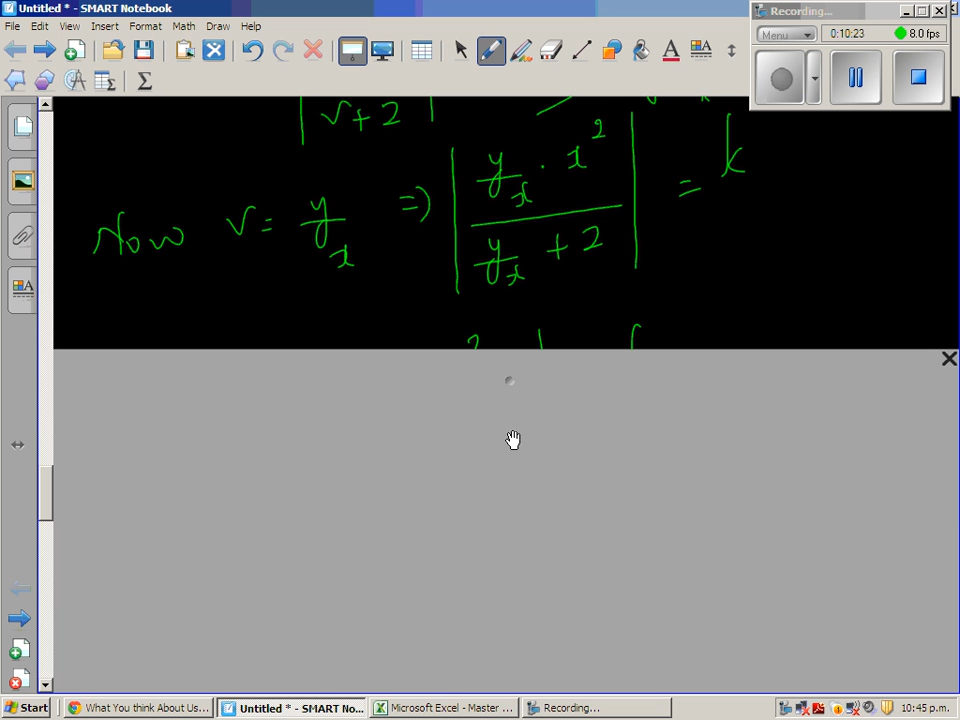 Untitled * - SMART Notebook
Recording...
File Edit View Insert Format Math Draw Help
Menu 0:10:23 8.0 fps
| v + 2 |
Now v = y/x => | y/x . x² / y/x + 2 | = k
Start What You think About Us... Untitled * - SMART No... Microsoft Excel - Master ... Recording... 10:45 p.m.